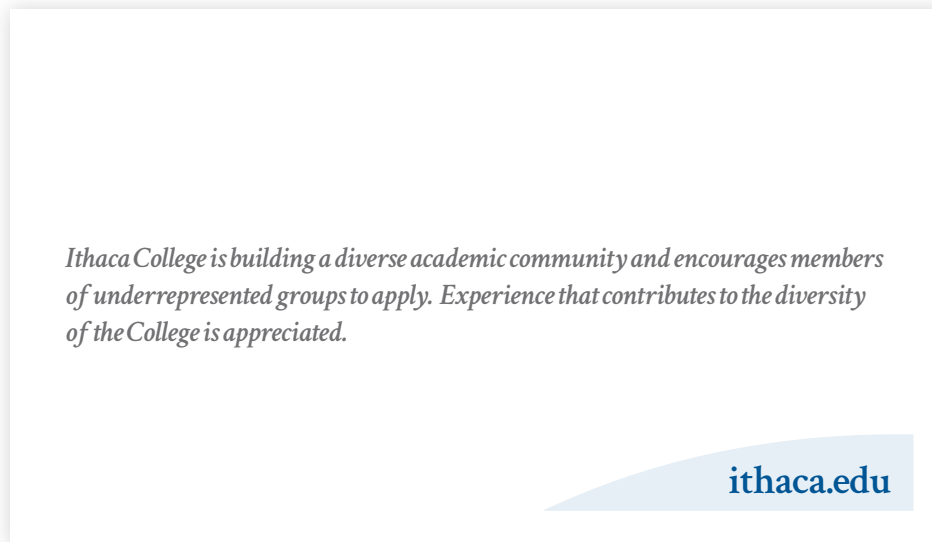 Ithaca College is building a diverse academic community and encourages members
of underrepresented groups to apply. Experience that contributes to the diversity
of the College is appreciated.
ithaca.edu